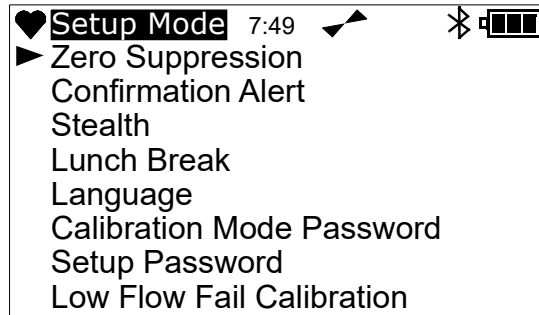 Setup Mode 7:49
Zero Suppression
Confirmation Alert
Stealth
Lunch Break
Language
Calibration Mode Password
Setup Password
Low Flow Fail Calibration